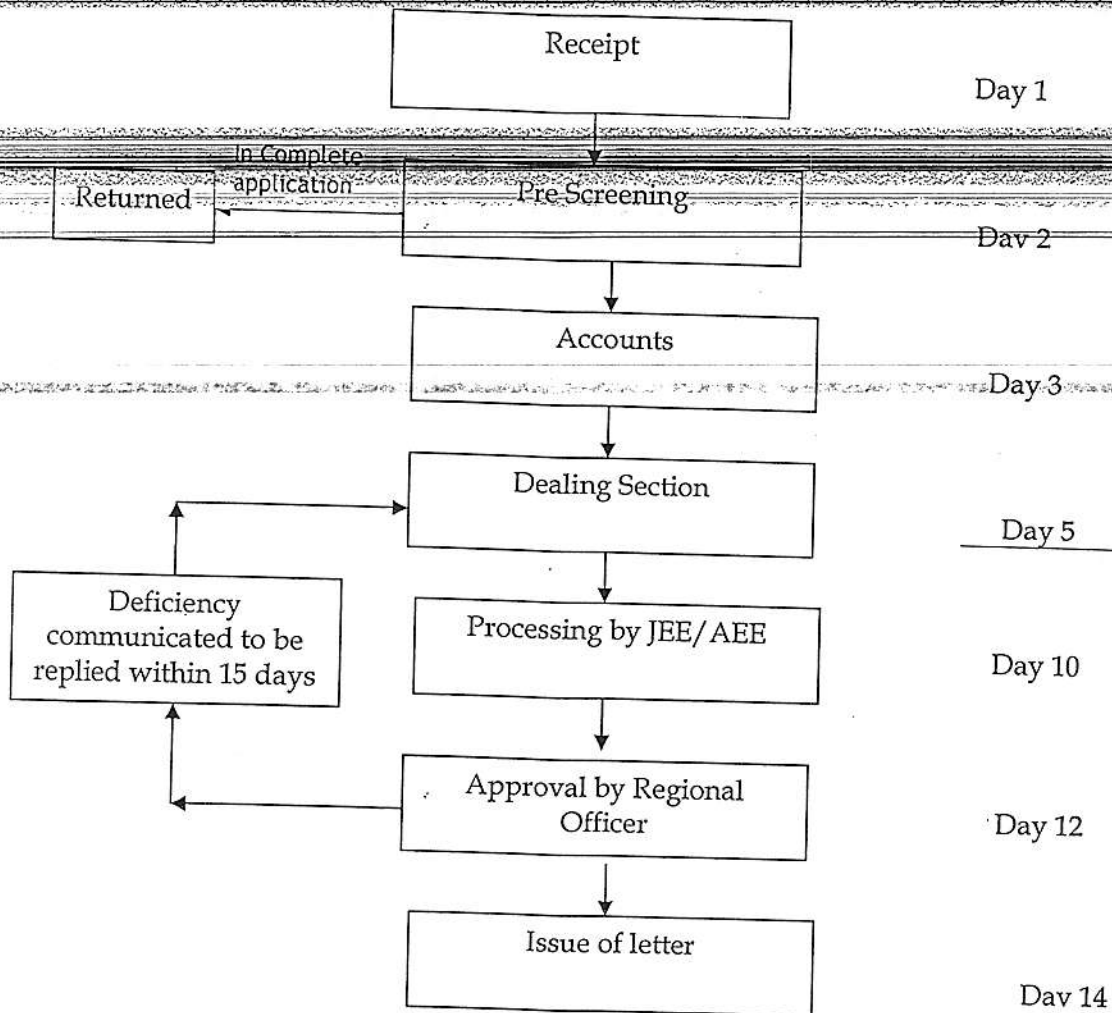 Receipt
Day 1
In Complete
application
Returned
Pre Screening
Day 2
Accounts
Day 3
Dealing Section
Day 5
Deficiency
communicated to be
replied within 15 days
Processing by JEE/AEE
Day 10
Approval by Regional
Officer
Day 12
Issue of letter
Day 14